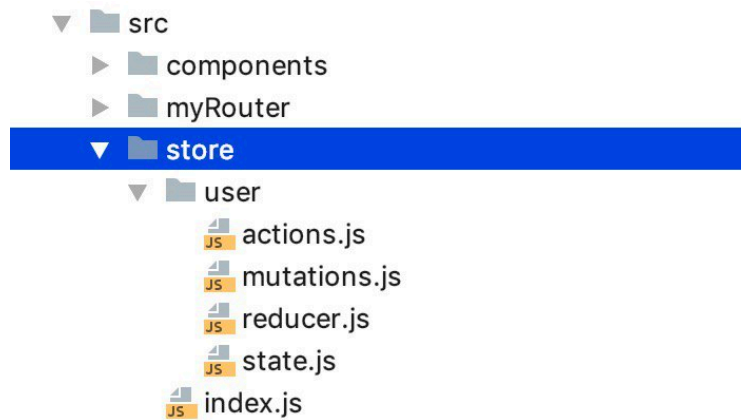 src
components
myRouter
store
user
JS actions.js
JS mutations.js
JS reducer.js
JS state.js
JS index.js